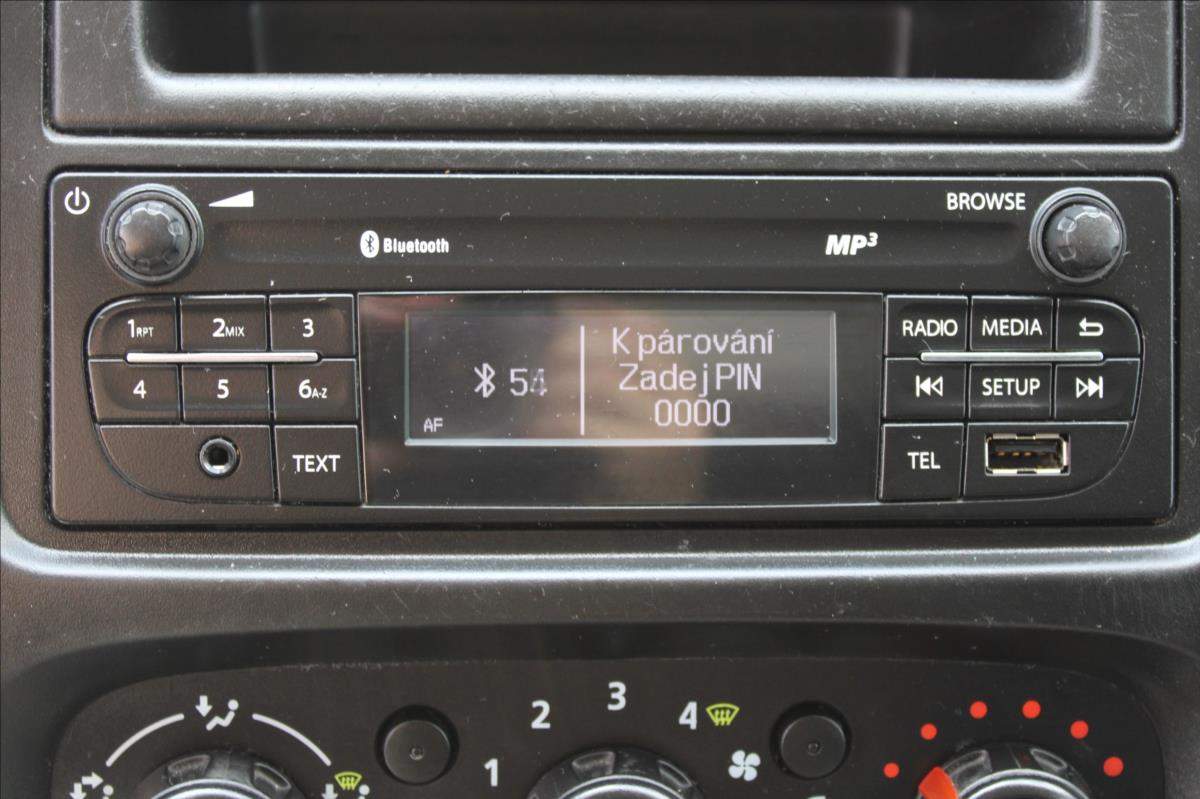 BROWSE
Bluetooth
MP3
1RPT
2MIX
3
RADIO
MEDIA
K párování
54
Zadej PIN
0000
4
5
6A-Z
SETUP
AF
TEXT
TEL
1
2
3
4